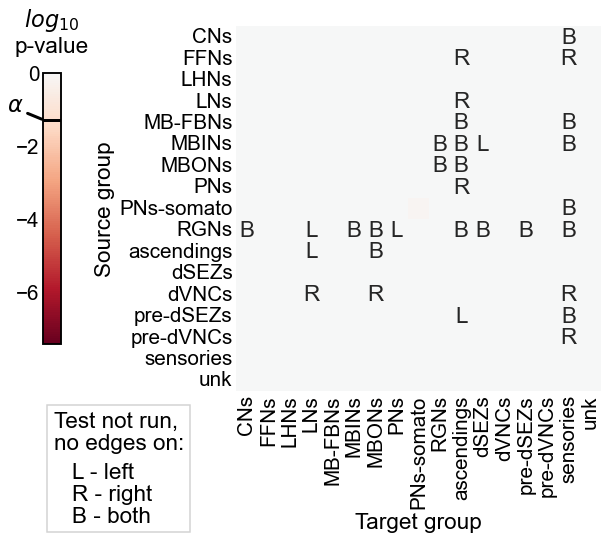 log10
p-value
0
α
−2
−4
−6
Source group
CNs B
FFNs R R
LHNs
LNs R
MB-FBNs B B
MBINs B B L B
MBONs B B
PNs R
PNs-somato B
RGNs B L B B L B B B B
ascendings L B
dSEZs
dVNCs R R R
pre-dSEZs L B
pre-dVNCs R
sensories
unk
CNs
FFNs
LHNs
LNs
MB-FBNs
MBINs
MBONs
PNs
PNs-somato
RGNs
ascendings
dSEZs
dVNCs
pre-dSEZs
pre-dVNCs
sensories
unk
Target group
Test not run,
no edges on:
L - left
R - right
B - both